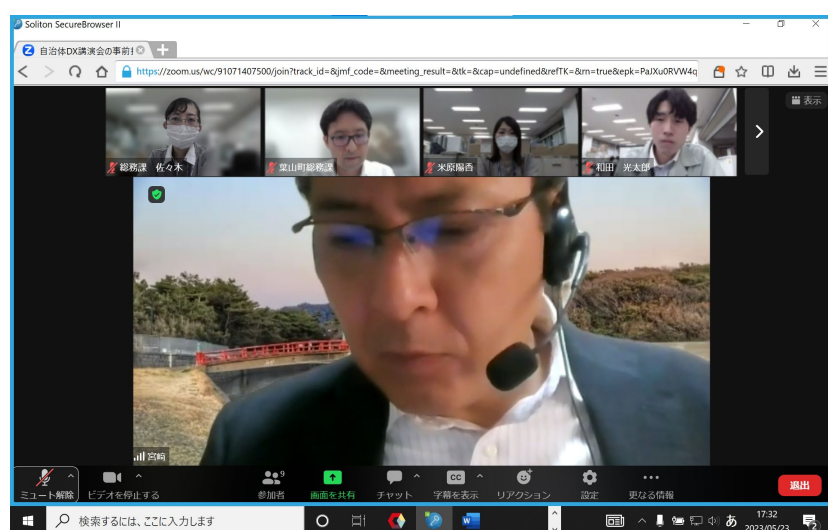 Soliton SecureBrowser II
自治体DX講演会の事前
https://zoom.us/wc/91071407500/join?track_id=&jmf_code=&meeting_result=&tk=&cap=undefined&refTK=&rn=true&epk=PaJXu0RVW4q
表示
総務課 佐々木
葉山町総務課
米原陽香
和田 光太郎
宮崎
ミュート解除
ビデオを停止する
9
参加者
画面を共有
チャット
CC
字幕を表示
リアクション
設定
更なる情報
退出
検索するには、ここに入力します
あ
17:32
2023/05/23